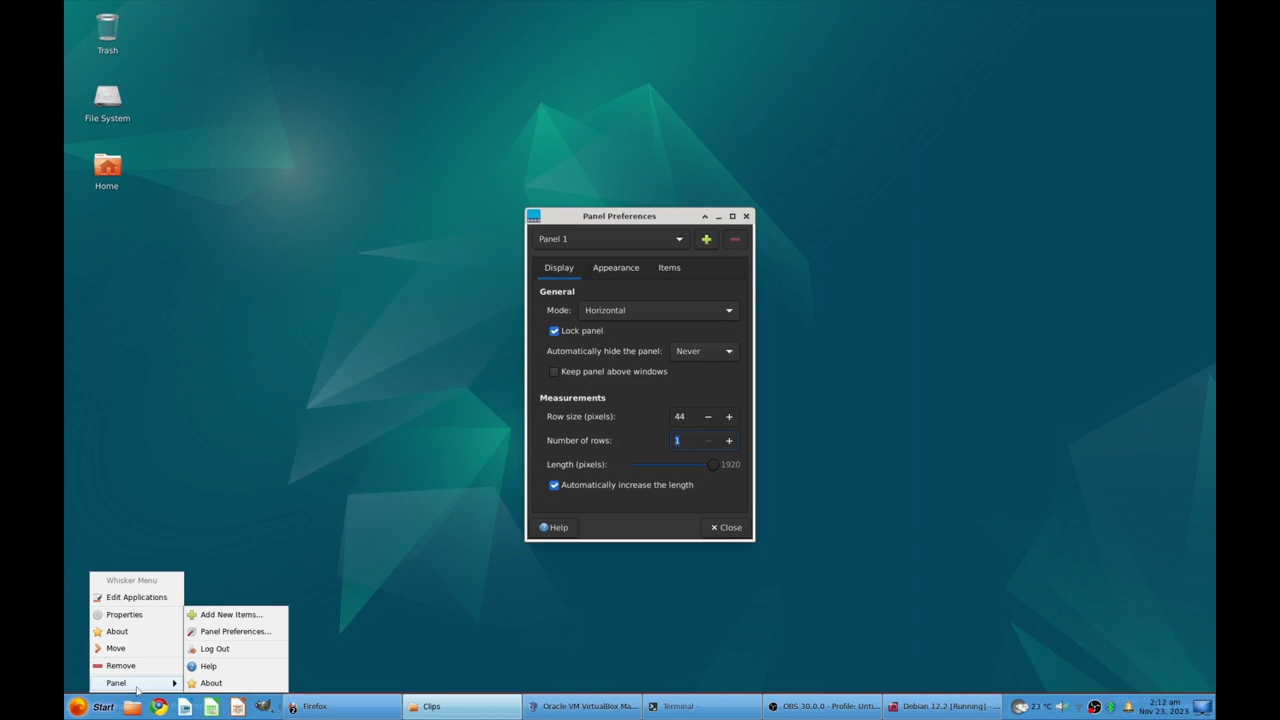 Trash
File System
Home
Panel Preferences
Panel 1
Display Appearance Items
General
Mode: Horizontal
Lock panel
Automatically hide the panel: Never
Keep panel above windows
Measurements
Row size (pixels): 44
Number of rows: 1
Length (pixels): 1920
Automatically increase the length
Help
Close
Whisker Menu
Edit Applications
Properties
About
Move
Remove
Panel
Add New Items...
Panel Preferences...
Log Out
Help
About
Start
Firefox
Clips
Oracle VM VirtualBox Ma...
Terminal -
OBS 30.0.0 - Profile: Unti...
Debian 12.2 [Running] - ...
23 °C
2:12 am
Nov 23, 2023